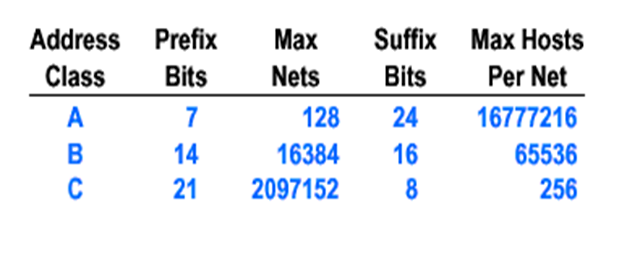 Address Prefix Max Suffix Max Hosts
Class Bits Nets Bits Per Net
A 7 128 24 16777216
B 14 16384 16 65536
C 21 2097152 8 256